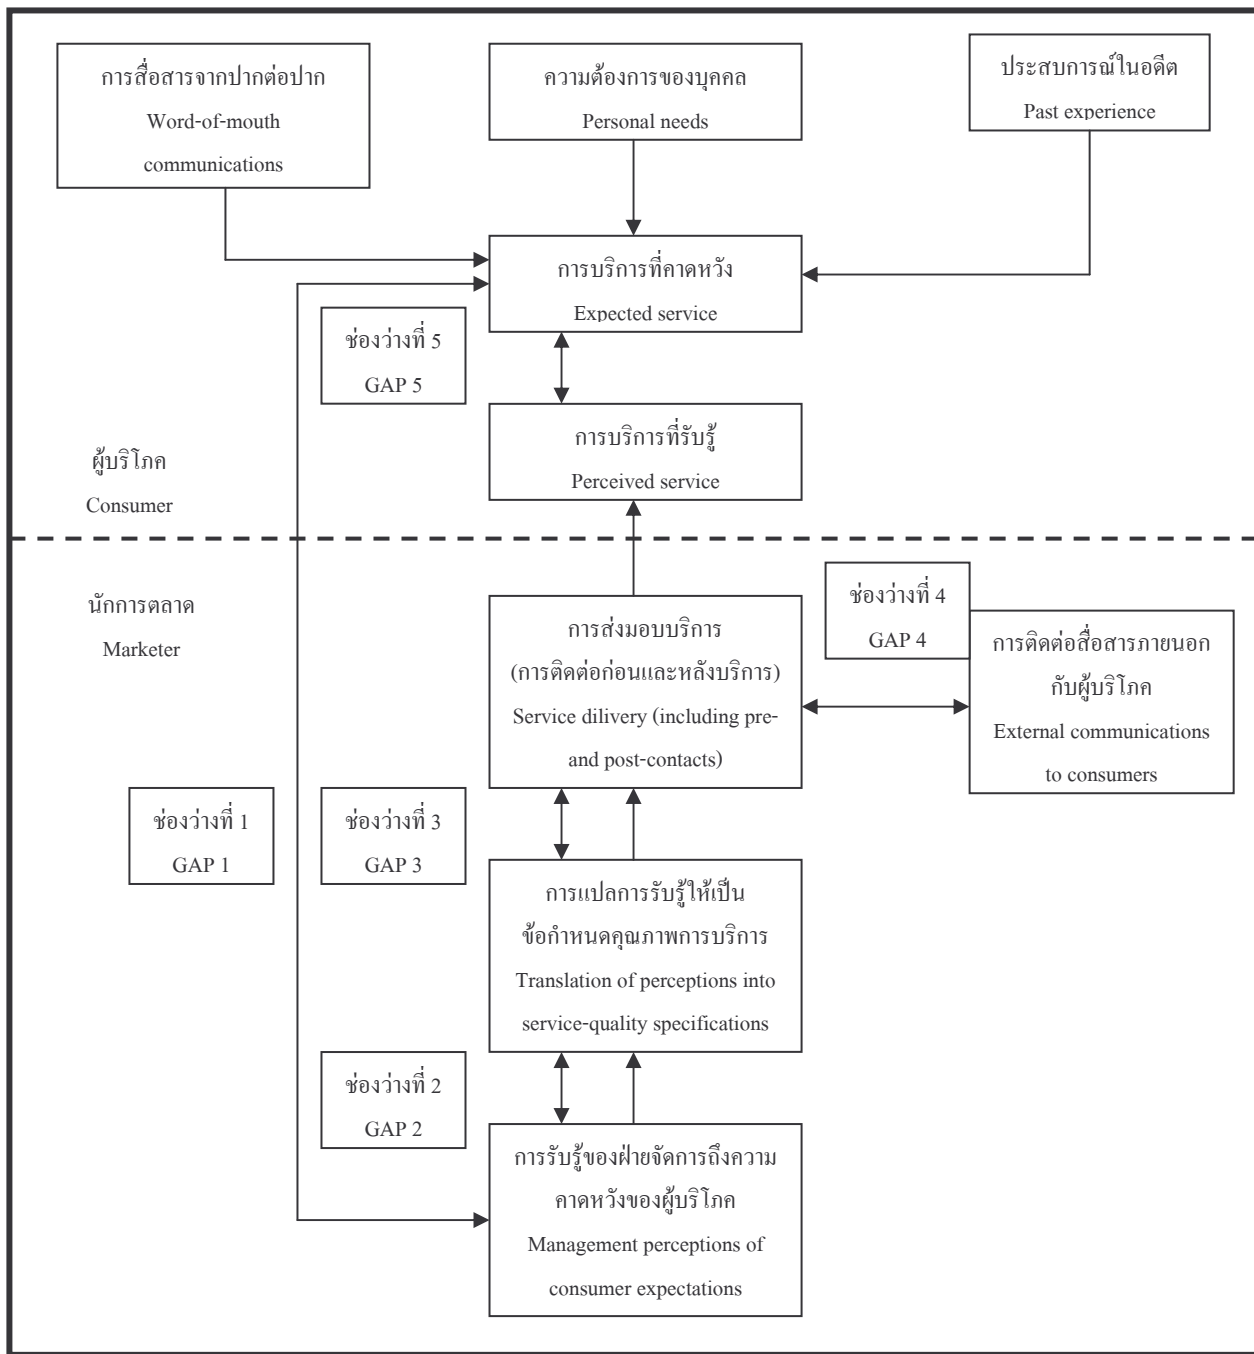 การสื่อสารจากปากต่อปาก
Word-of-mouth
communications
ความต้องการของบุคคล
Personal needs
ประสบการณ์ในอดีต
Past experience
การบริการที่คาดหวัง
Expected service
ช่องว่างที่ 5
GAP 5
การบริการที่รับรู้
Perceived service
ผู้บริโภค
Consumer
นักการตลาด
Marketer
การส่งมอบบริการ
(การติดต่อก่อนและหลังบริการ)
Service dilivery (including pre-
and post-contacts)
ช่องว่างที่ 4
GAP 4
การติดต่อสื่อสารภายนอก
กับผู้บริโภค
External communications
to consumers
ช่องว่างที่ 1
GAP 1
ช่องว่างที่ 3
GAP 3
การแปลการรับรู้ให้เป็น
ข้อกำหนดคุณภาพการบริการ
Translation of perceptions into
service-quality specifications
ช่องว่างที่ 2
GAP 2
การรับรู้ของฝ่ายจัดการถึงความ
คาดหวังของผู้บริโภค
Management perceptions of
consumer expectations